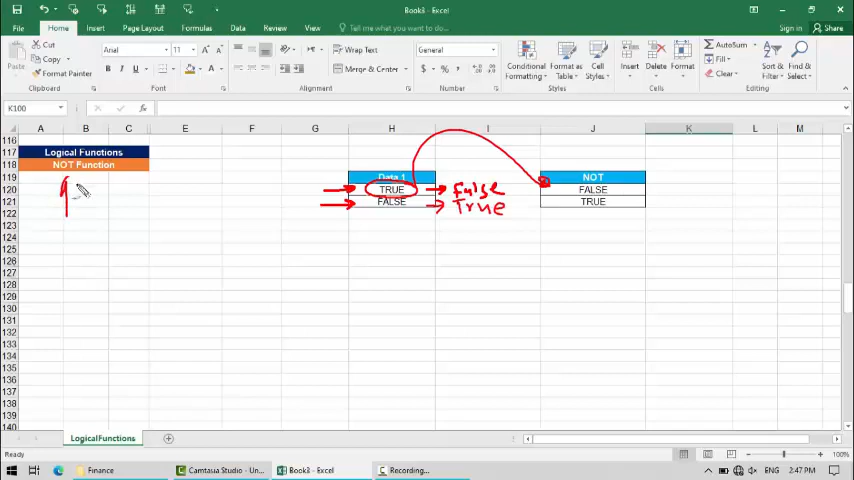 Book3 - Excel
File Home Insert Page Layout Formulas Data Review View Tell me what you want to do... Sign in Share
Cut
Copy
Format Painter
Paste
Clipboard
Arial 11
B I U
Font
Wrap Text
Merge & Center
Alignment
General
$ % ,
Number
Conditional Formatting
Format as Table
Cell Styles
Styles
Insert Delete Format
Cells
AutoSum
Fill
Clear
Sort & Filter
Find & Select
Editing
K100 fx
A B C E F G H I J K L M
116
117 Logical Functions
118 NOT Function
119 Data 1 NOT
120 TRUE False FALSE
121 FALSE True TRUE
122
123
124
125
126
127
128
129
130
131
132
133
134
135
136
137
138
139
140
LogicalFunctions
Ready 100%
Finance Camtasia Studio - Un... Book3 - Excel Recording... ENG 2:47 PM